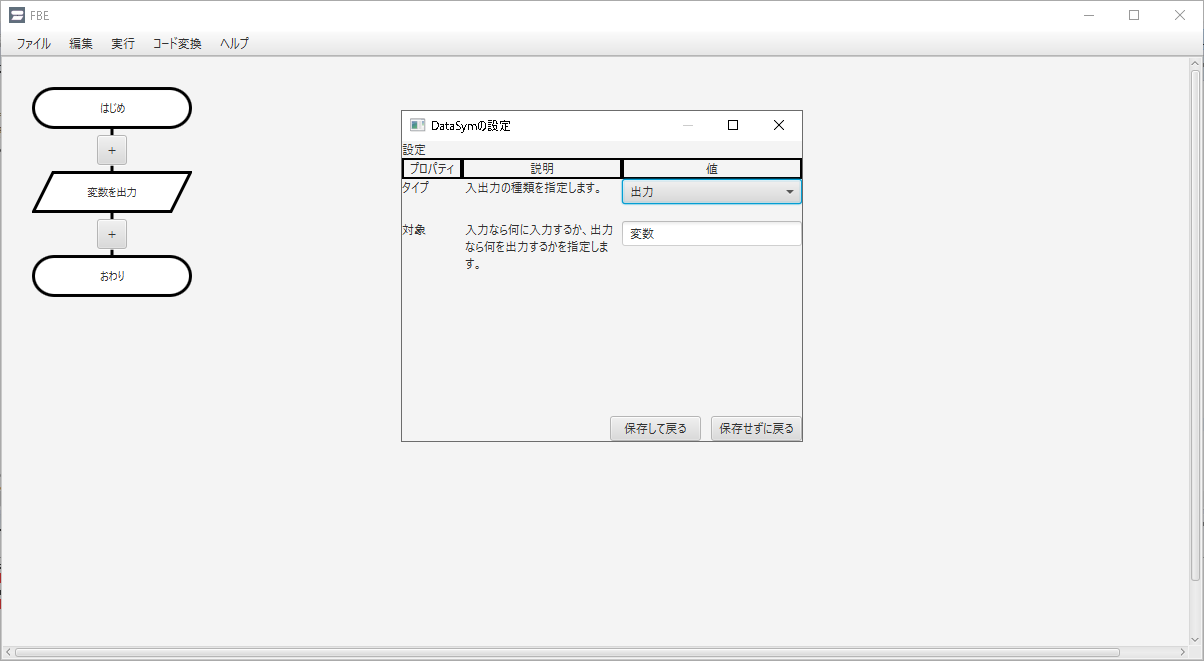 FBE
ファイル 編集 実行 コード変換 ヘルプ
はじめ
+
変数を出力
+
おわり
DataSymの設定
設定
プロパティ 説明 値
タイプ 入出力の種類を指定します。 出力
対象 入力なら何に入力するか、出力 変数
なら何を出力するかを指定しま
す。
保存して戻る 保存せずに戻る